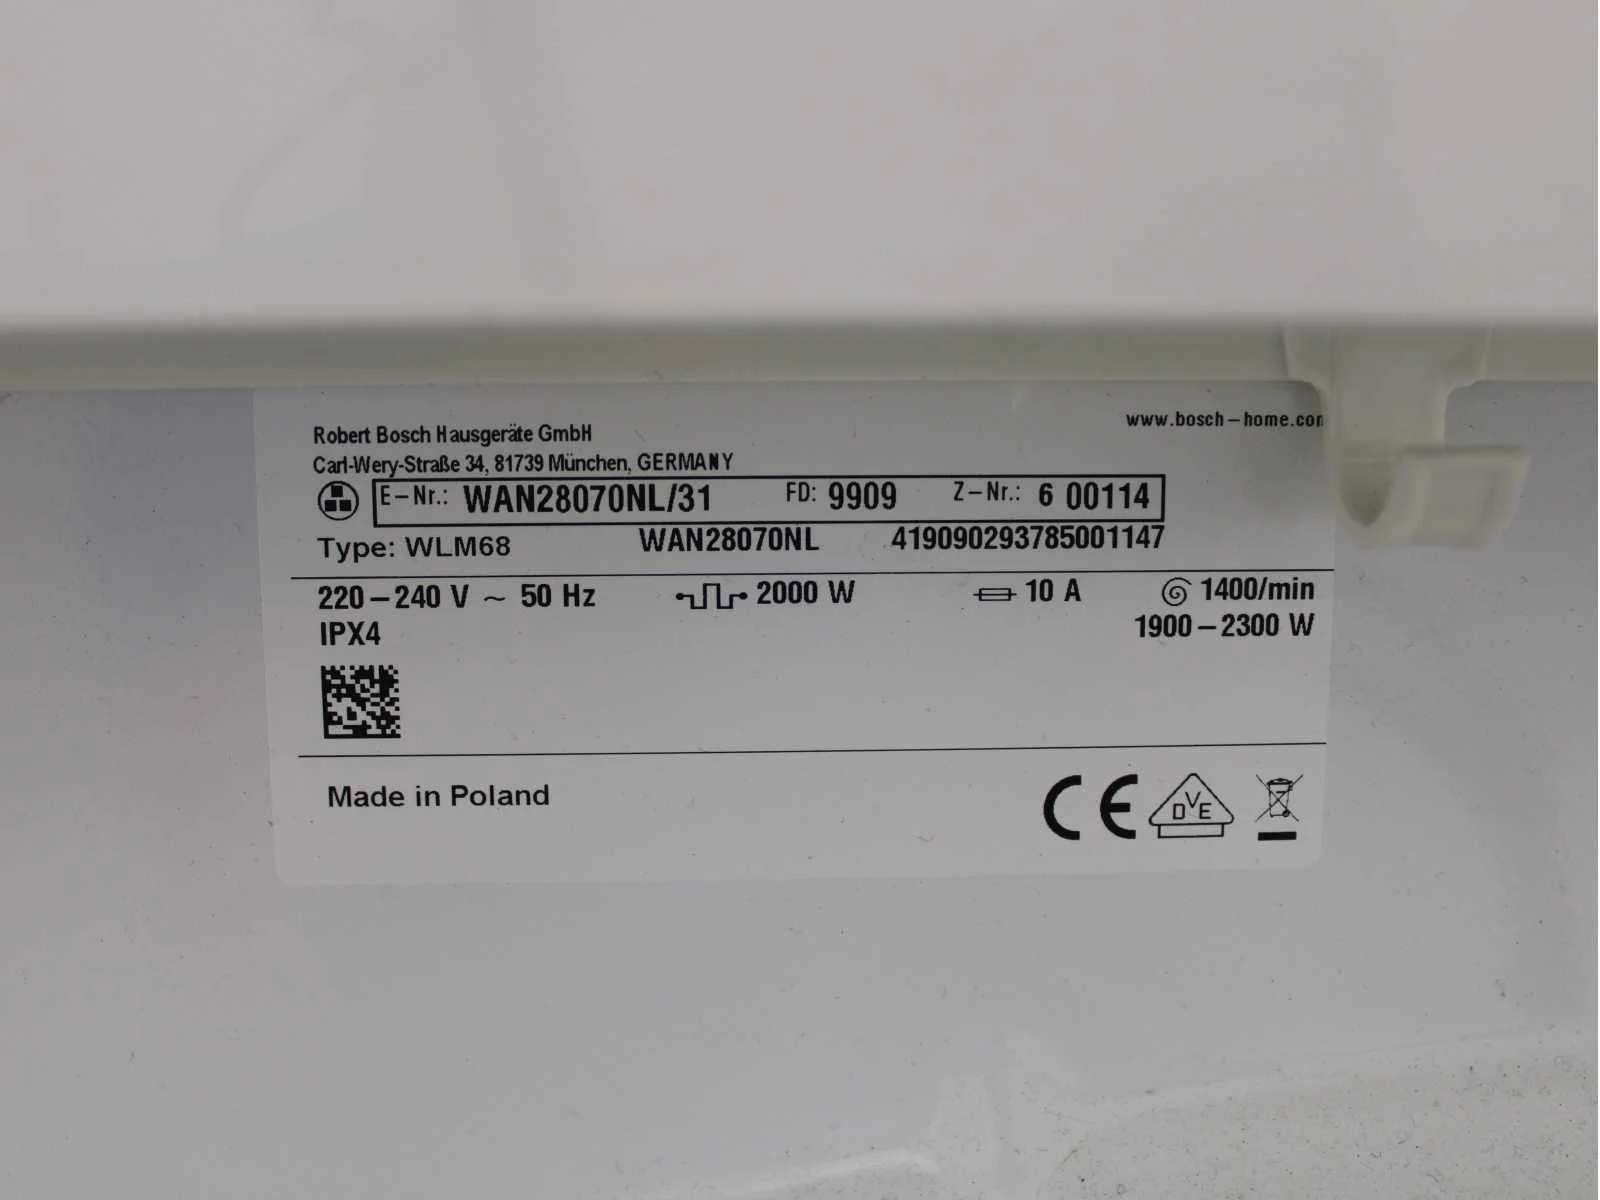 Robert Bosch Hausgeräte GmbH
www.bosch-home.com
Carl-Wery-Straße 34, 81739 München, GERMANY
E-Nr.: WAN28070NL/31 FD: 9909 Z-Nr.: 6 00114
Type: WLM68 WAN28070NL 419090293785001147
220-240 V ~ 50 Hz 2000 W 10 A 1400/min
IPX4 1900-2300 W
Made in Poland CE DVE